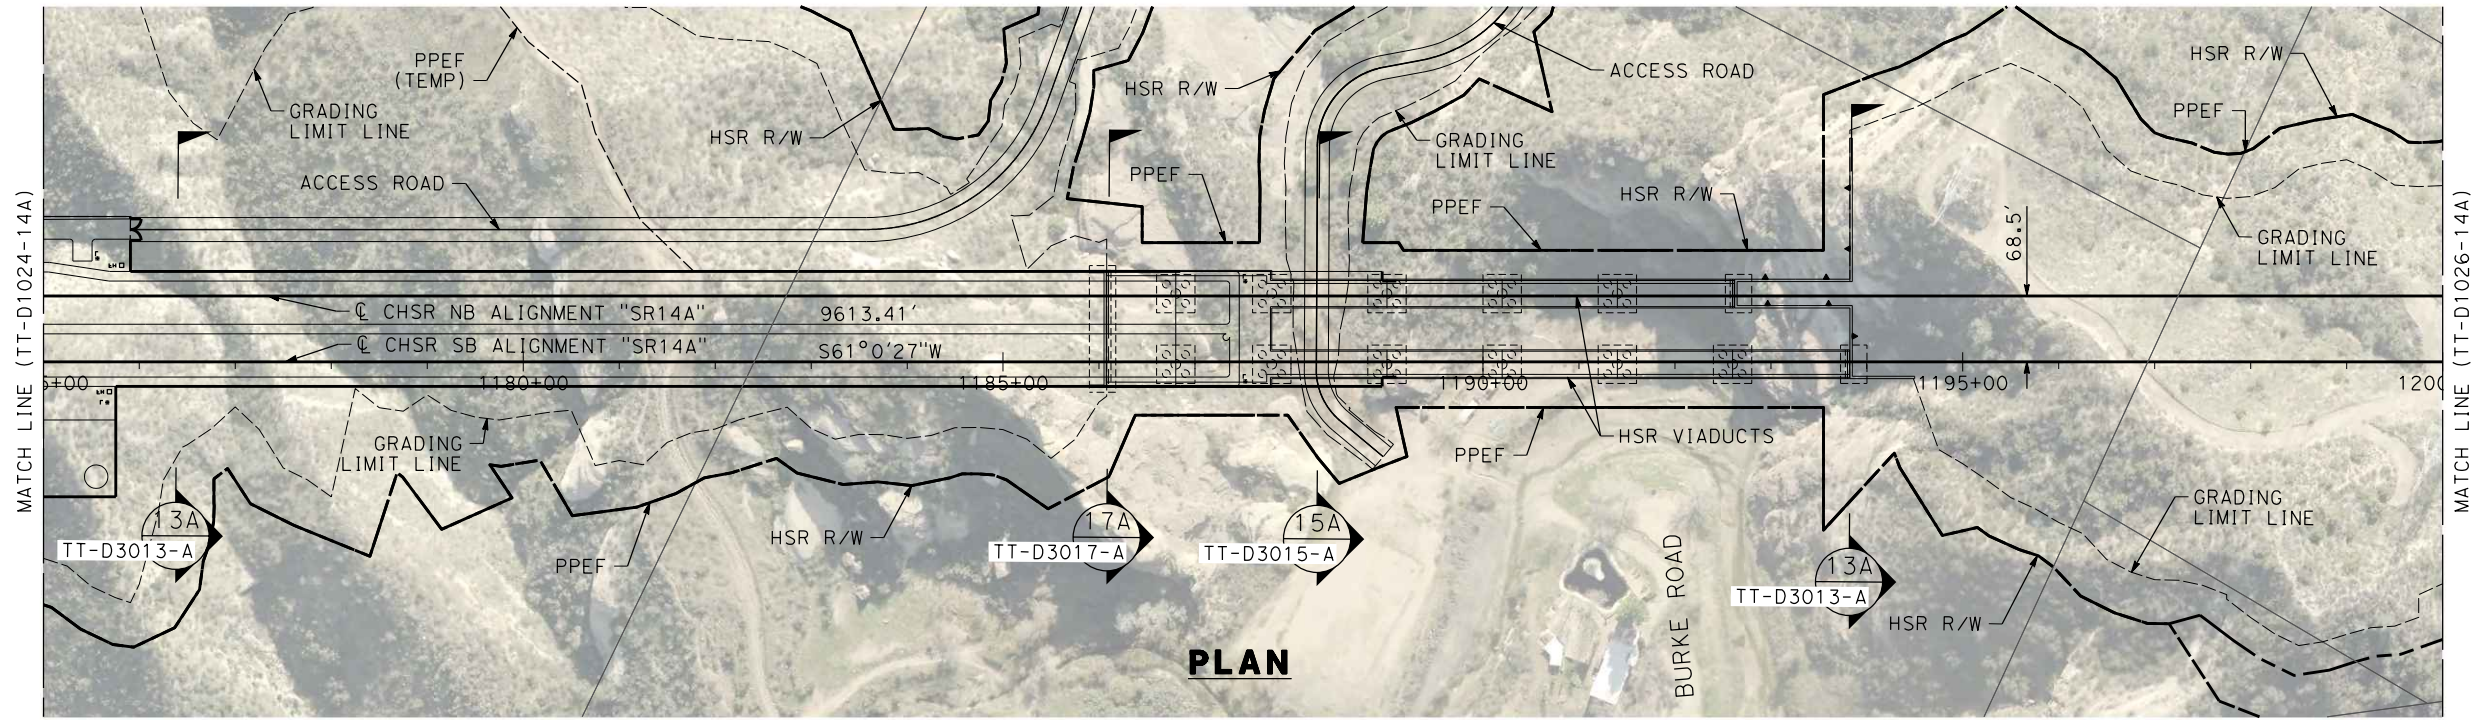 HSR R/W
PPEF
(TEMP)
ACCESS ROAD
HSR R/W
PPEF
GRADING
LIMIT LINE
HSR R/W
GRADING
LIMIT LINE
PPEF
HSR R/W
PPEF
ACCESS ROAD
GRADING
LIMIT LINE
68.5'
MATCH LINE (TT-D1024-14A)
MATCH LINE (TT-D1026-14A)
℄ CHSR NB ALIGNMENT "SR14A"
9613.41'
℄ CHSR SB ALIGNMENT "SR14A"
S61°0'27"W
5+00
1180+00
1185+00
1190+00
1195+00
1200
GRADING
LIMIT LINE
HSR VIADUCTS
PPEF
GRADING
LIMIT LINE
13A
TT-D3013-A
PPEF
HSR R/W
17A
TT-D3017-A
15A
TT-D3015-A
BURKE ROAD
13A
TT-D3013-A
HSR R/W
PLAN